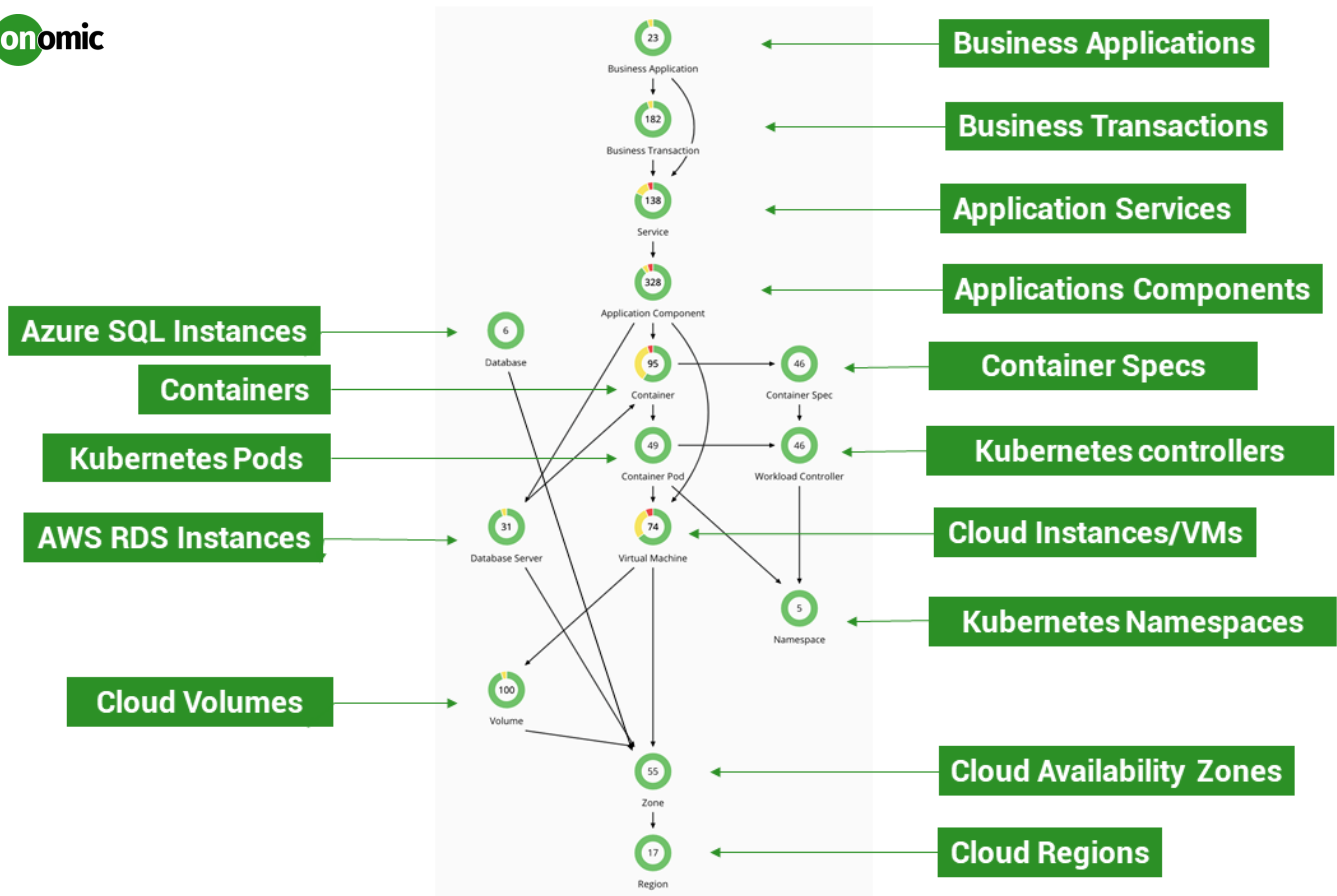 onomic
23
Business Application
Business Applications
182
Business Transaction
Business Transactions
138
Service
Application Services
328
Application Component
Applications Components
Azure SQL Instances
6
Database
Containers
95
Container
46
Container Spec
Container Specs
Kubernetes Pods
49
Container Pod
46
Workload Controller
Kubernetes controllers
AWS RDS Instances
31
Database Server
74
Virtual Machine
Cloud Instances/VMs
5
Namespace
Kubernetes Namespaces
Cloud Volumes
100
Volume
55
Zone
Cloud Availability Zones
17
Region
Cloud Regions